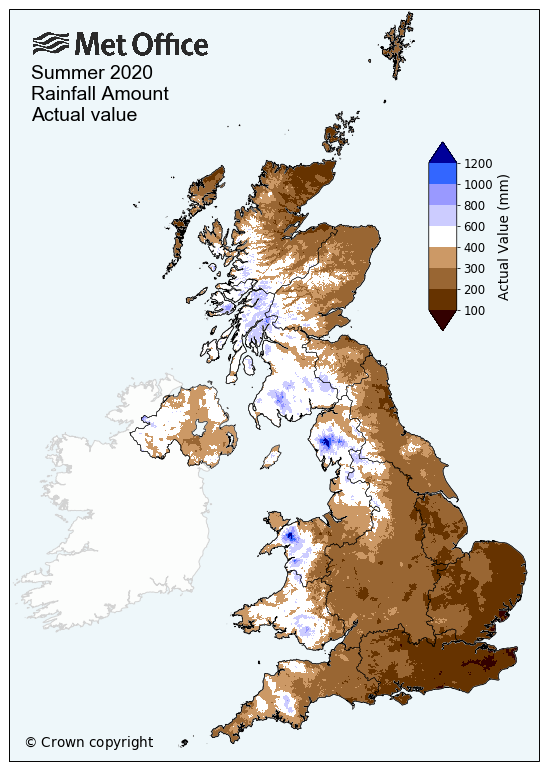 Met Office
Summer 2020
Rainfall Amount
Actual value
1200
1000
800
600
400
300
200
100
Actual Value (mm)
© Crown copyright